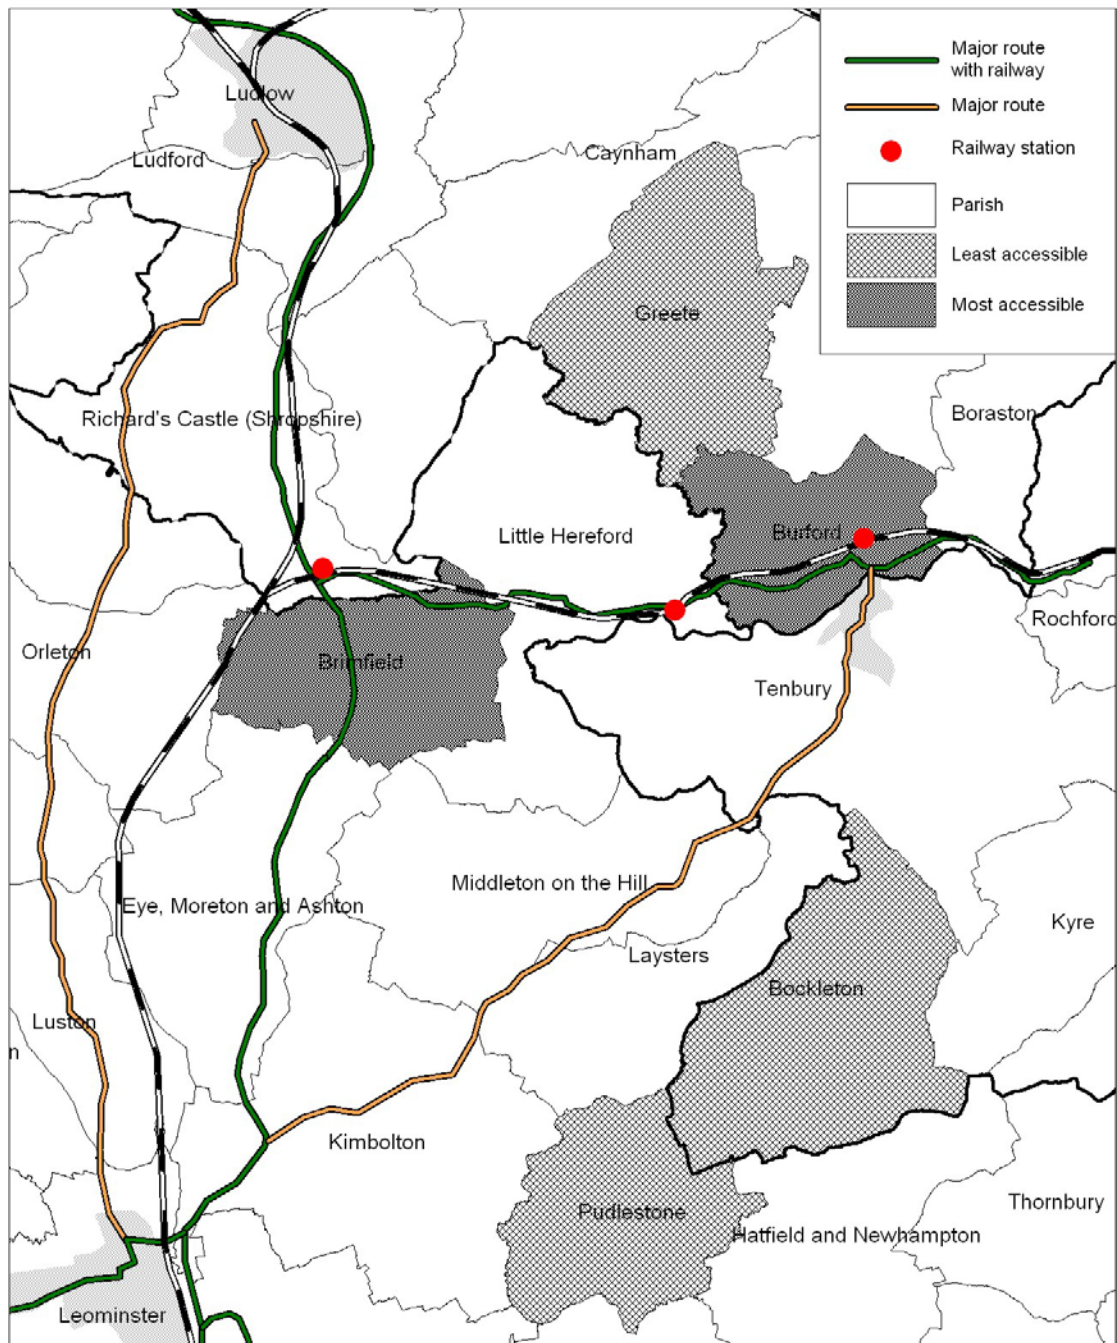 Major route
with railway
Major route
Railway station
Parish
Least accessible
Most accessible
Ludlow
Ludford
Caynham
Greete
Richard's Castle (Shropshire)
Boraston
Little Hereford
Burford
Rochford
Orleton
Brimfield
Tenbury
Middleton on the Hill
Eye, Moreton and Ashton
Kyre
Laysters
Bockleton
Luston
n
Kimbolton
Pudlestone
Thornbury
Hatfield and Newhampton
Leominster